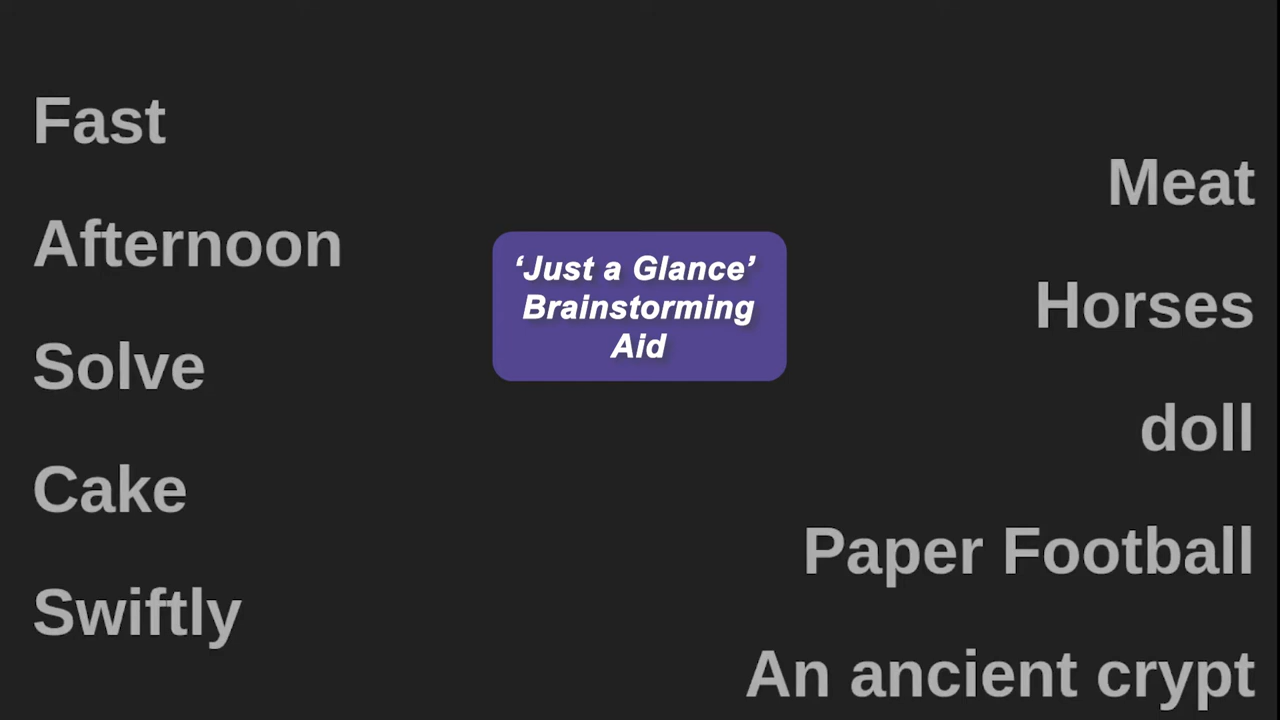 Fast
Afternoon
Solve
Cake
Swiftly
‘Just a Glance’
Brainstorming
Aid
Meat
Horses
doll
Paper Football
An ancient crypt